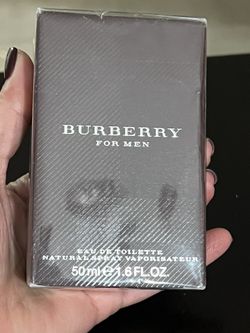 BURBERRY
FOR MEN
EAU DE TOILETTE
NATURAL SPRAY VAPORISATEUR
50ml ℮ 1.6 FL.OZ.